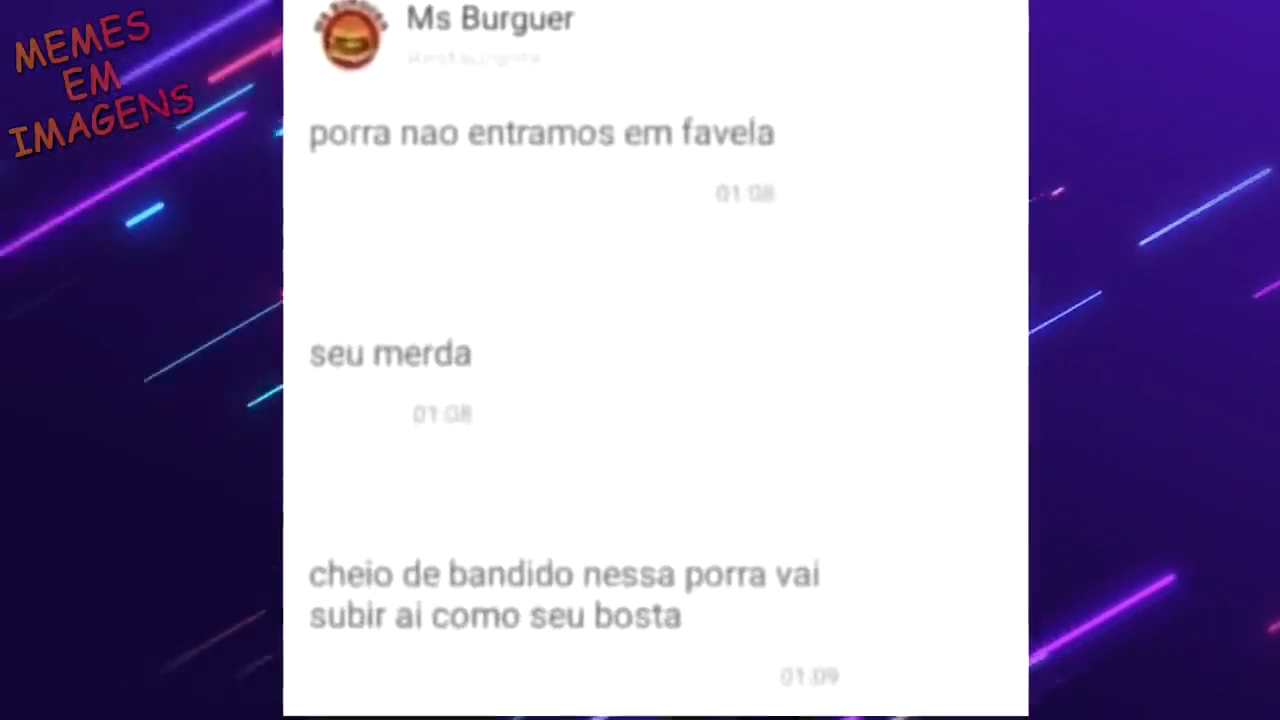 MEMES
EM
IMAGENS
Ms Burguer
porra nao entramos em favela
01:08
seu merda
01:08
cheio de bandido nessa porra vai
subir ai como seu bosta
01:09